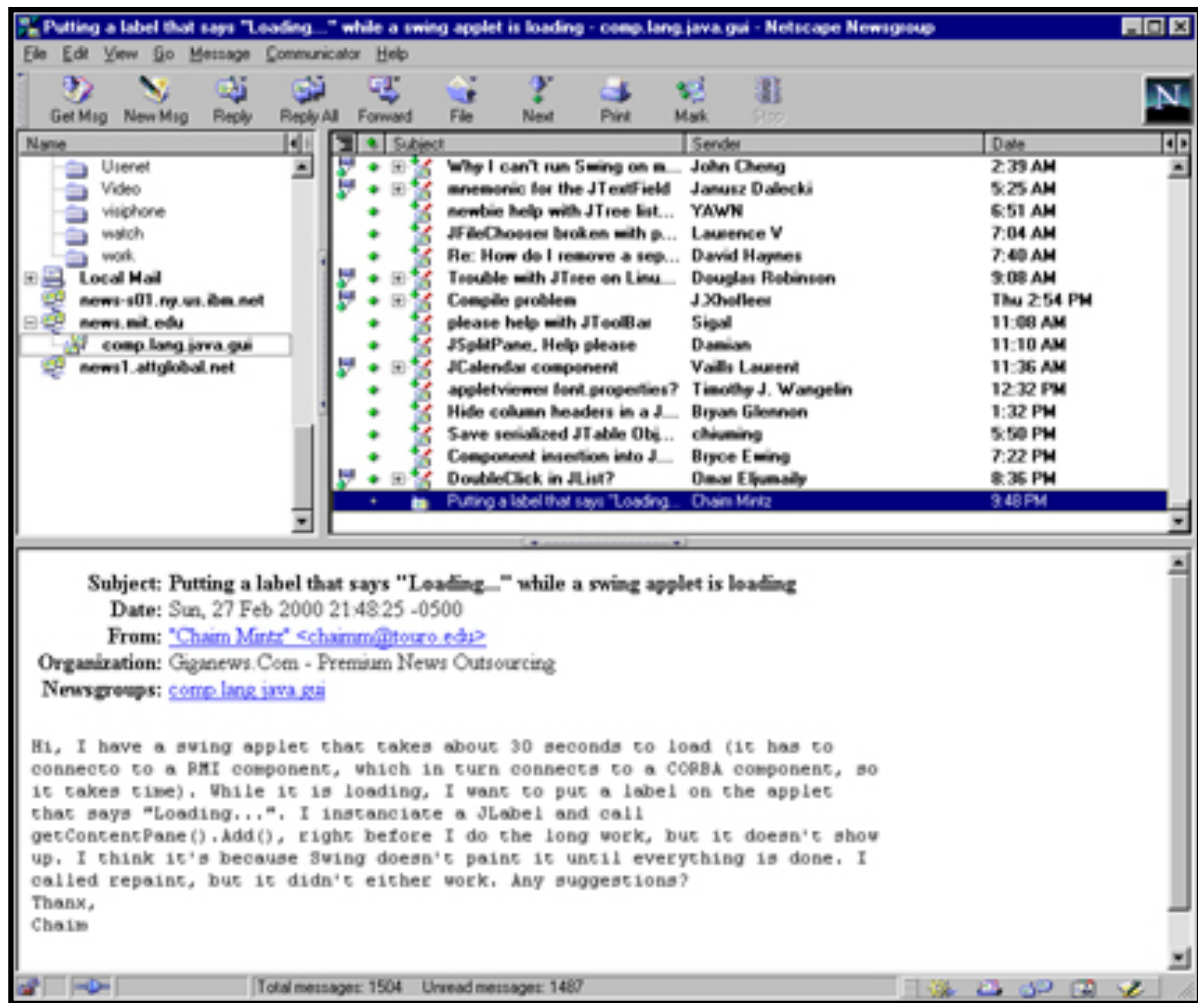 Putting a label that says "Loading..." while a swing applet is loading - comp.lang.java.gui - Netscape Newsgroup
File Edit View Go Message Communicator Help
Get Msg New Msg Reply Reply All Forward File Next Print Mark Stop
N
Name
Usenet
Video
visiphone
watch
work
Local Mail
news-s01.ny.us.ibm.net
news.mit.edu
comp.lang.java.gui
news1.attglobal.net
Subject Sender Date
Why I can't run Swing on m... John Cheng 2:39 AM
mnemonic for the JTextField Janusz Dalecki 5:25 AM
newbie help with JTree list... YAWN 6:51 AM
JFileChooser broken with p... Laurence V 7:04 AM
Re: How do I remove a sep... David Haynes 7:40 AM
Trouble with JTree on Linu... Douglas Robinson 9:08 AM
Compile problem J.Xhofleer Thu 2:54 PM
please help with JToolBar Sigal 11:08 AM
JSplitPane, Help please Damian 11:10 AM
JCalendar component Vaills Laurent 11:36 AM
appletviewer font.properties? Timothy J. Wangelin 12:32 PM
Hide column headers in a J... Bryan Glennon 1:32 PM
Save serialized JTable Obj... chiuming 5:50 PM
Component insertion into J... Bryce Ewing 7:22 PM
DoubleClick in JList? Omar Eljumaily 8:36 PM
Putting a label that says "Loading... Chaim Mintz 9:48 PM
Subject: Putting a label that says "Loading..." while a swing applet is loading
Date: Sun, 27 Feb 2000 21:48:25 -0500
From: "Chaim Mintz" <chaimm@touro.edu>
Organization: Giganews.Com - Premium News Outsourcing
Newsgroups: comp.lang.java.gui
Hi, I have a swing applet that takes about 30 seconds to load (it has to
connecto to a RMI component, which in turn connects to a CORBA component, so
it takes time). While it is loading, I want to put a label on the applet
that says "Loading...". I instanciate a JLabel and call
getContentPane().Add(), right before I do the long work, but it doesn't show
up. I think it's because Swing doesn't paint it until everything is done. I
called repaint, but it didn't either work. Any suggestions?
Thanx,
Chaim
Total messages: 1504 Unread messages: 1487